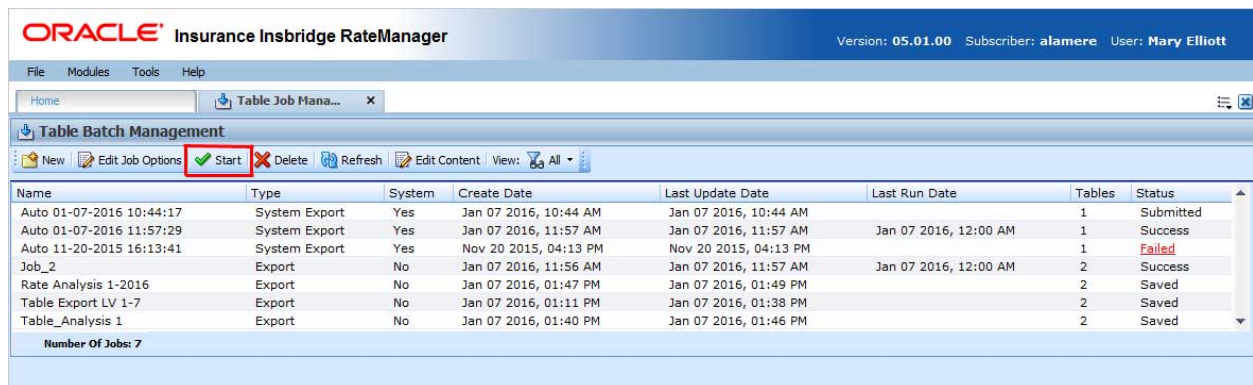 ORACLE Insurance Insbridge RateManager
Version: 05.01.00 Subscriber: alamere User: Mary Elliott
File Modules Tools Help
Home Table Job Mana... x
Table Batch Management
New Edit Job Options Start Delete Refresh Edit Content View: All
Name Type System Create Date Last Update Date Last Run Date Tables Status
Auto 01-07-2016 10:44:17 System Export Yes Jan 07 2016, 10:44 AM Jan 07 2016, 10:44 AM 1 Submitted
Auto 01-07-2016 11:57:29 System Export Yes Jan 07 2016, 11:57 AM Jan 07 2016, 11:57 AM Jan 07 2016, 12:00 AM 1 Success
Auto 11-20-2015 16:13:41 System Export Yes Nov 20 2015, 04:13 PM Nov 20 2015, 04:13 PM 1 Failed
Job_2 Export No Jan 07 2016, 11:56 AM Jan 07 2016, 11:57 AM Jan 07 2016, 12:00 AM 2 Success
Rate Analysis 1-2016 Export No Jan 07 2016, 01:47 PM Jan 07 2016, 01:49 PM 2 Saved
Table Export LV 1-7 Export No Jan 07 2016, 01:11 PM Jan 07 2016, 01:38 PM 2 Saved
Table_Analysis 1 Export No Jan 07 2016, 01:40 PM Jan 07 2016, 01:46 PM 2 Saved
Number Of Jobs: 7